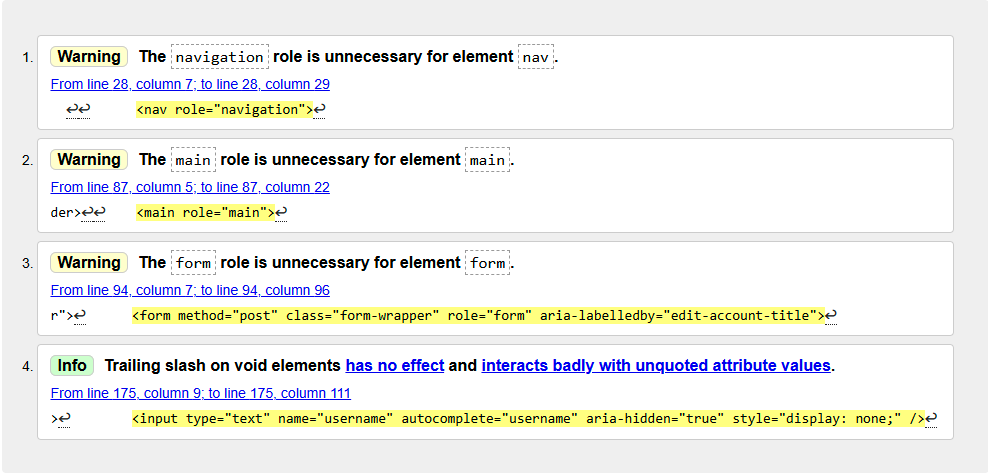 1. Warning The navigation role is unnecessary for element nav.
From line 28, column 7; to line 28, column 29
↩↩ <nav role="navigation">↩
2. Warning The main role is unnecessary for element main.
From line 87, column 5; to line 87, column 22
der>↩↩ <main role="main">↩
3. Warning The form role is unnecessary for element form.
From line 94, column 7; to line 94, column 96
r">↩ <form method="post" class="form-wrapper" role="form" aria-labelledby="edit-account-title">↩
4. Info Trailing slash on void elements has no effect and interacts badly with unquoted attribute values.
From line 175, column 9; to line 175, column 111
>↩ <input type="text" name="username" autocomplete="username" aria-hidden="true" style="display: none;" />↩